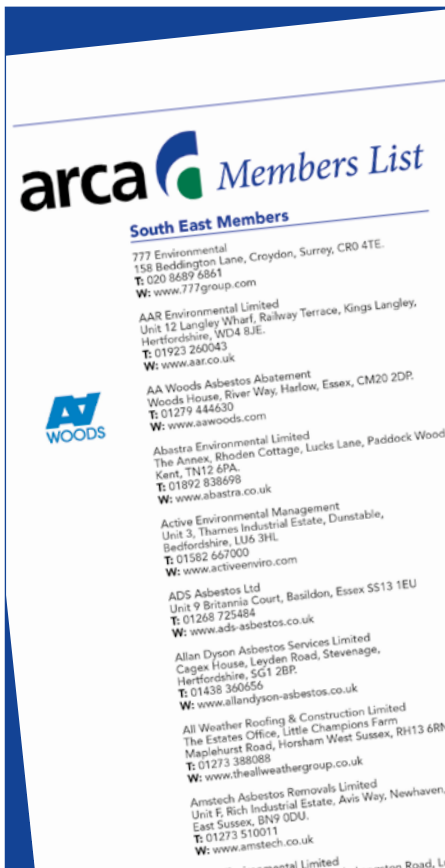 arca Members List
South East Members
777 Environmental
158 Beddington Lane, Croydon, Surrey, CR0 4TE.
T: 020 8689 6861
W: www.777group.com
AAR Environmental Limited
Unit 12 Langley Wharf, Railway Terrace, Kings Langley,
Hertfordshire, WD4 8JE.
T: 01923 260043
W: www.aar.co.uk
AA WOODS
AA Woods Asbestos Abatement
Woods House, River Way, Harlow, Essex, CM20 2DP.
T: 01279 444630
W: www.aawoods.com
Abastra Environmental Limited
The Annex, Rhoden Cottage, Lucks Lane, Paddock Wood
Kent, TN12 6PA.
T: 01892 838698
W: www.abastra.co.uk
Active Environmental Management
Unit 3, Thames Industrial Estate, Dunstable,
Bedfordshire, LU6 3HL
T: 01582 667000
W: www.activeenviro.com
ADS Asbestos Ltd
Unit 9 Britannia Court, Basildon, Essex SS13 1EU
T: 01268 725484
W: www.ads-asbestos.co.uk
Allan Dyson Asbestos Services Limited
Cagex House, Leyden Road, Stevenage,
Hertfordshire, SG1 2BP.
T: 01438 360656
W: www.allandyson-asbestos.co.uk
All Weather Roofing & Construction Limited
The Estates Office, Little Champions Farm
Maplehurst Road, Horsham West Sussex, RH13 6RN
T: 01273 388088
W: www.theallweathergroup.co.uk
Amstech Asbestos Removals Limited
Unit F, Rich Industrial Estate, Avis Way, Newhaven,
East Sussex, BN9 0DU.
T: 01273 510011
W: www.amstech.co.uk
Limited
Road,